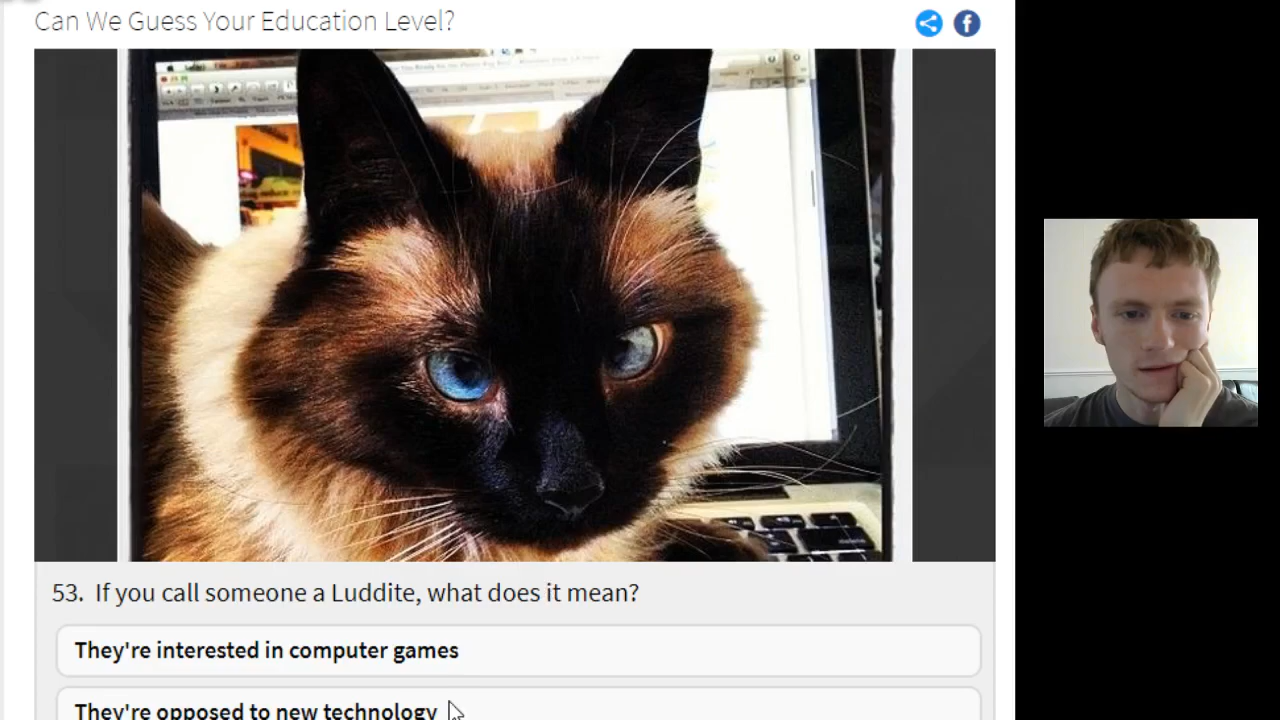 Can We Guess Your Education Level?
53. If you call someone a Luddite, what does it mean?
They're interested in computer games
They're opposed to new technology